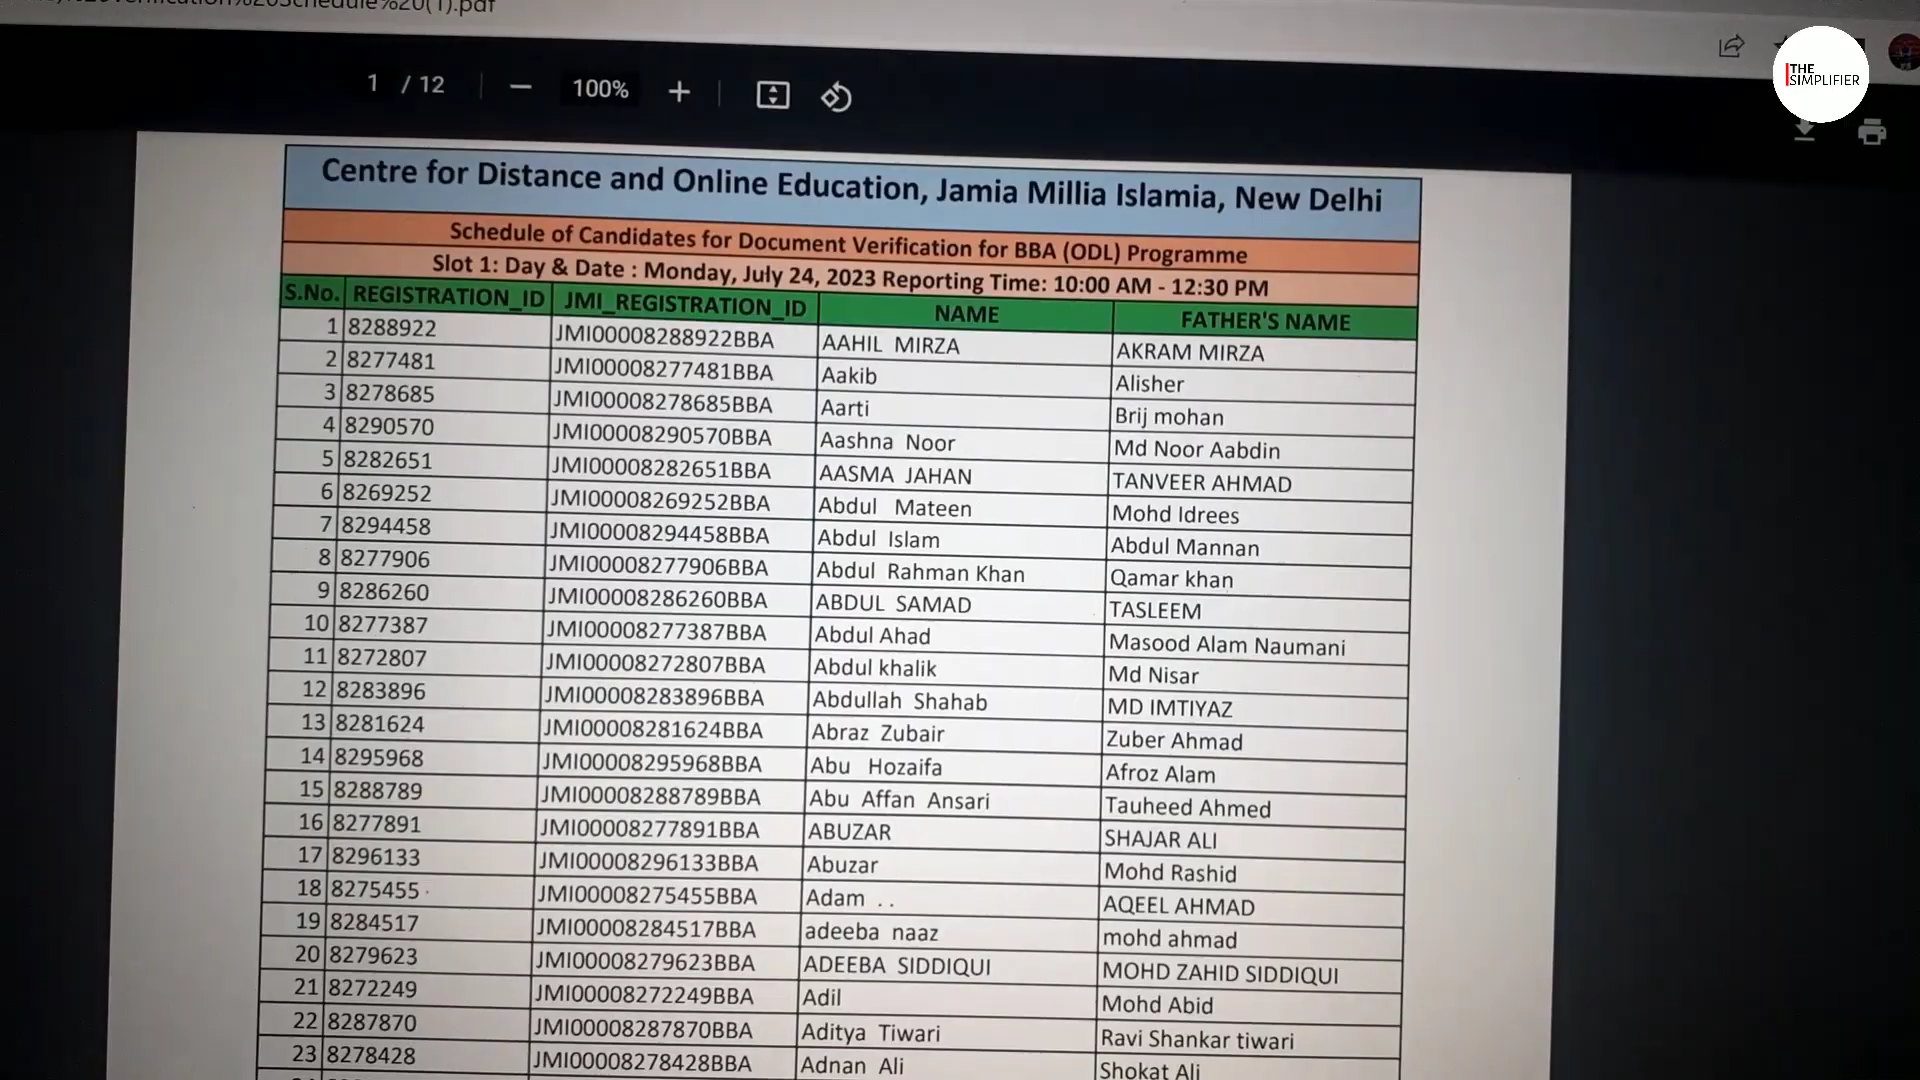 (1).pdf
1 / 12 100%
THE
SIMPLIFIER
Centre for Distance and Online Education, Jamia Millia Islamia, New Delhi
Schedule of Candidates for Document Verification for BBA (ODL) Programme
Slot 1: Day & Date : Monday, July 24, 2023 Reporting Time: 10:00 AM - 12:30 PM
S.No. REGISTRATION_ID JMI_REGISTRATION_ID NAME FATHER'S NAME
1 8288922 JMI00008288922BBA AAHIL MIRZA AKRAM MIRZA
2 8277481 JMI00008277481BBA Aakib Alisher
3 8278685 JMI00008278685BBA Aarti Brij mohan
4 8290570 JMI00008290570BBA Aashna Noor Md Noor Aabdin
5 8282651 JMI00008282651BBA AASMA JAHAN TANVEER AHMAD
6 8269252 JMI00008269252BBA Abdul Mateen Mohd Idrees
7 8294458 JMI00008294458BBA Abdul Islam Abdul Mannan
8 8277906 JMI00008277906BBA Abdul Rahman Khan Qamar khan
9 8286260 JMI00008286260BBA ABDUL SAMAD TASLEEM
10 8277387 JMI00008277387BBA Abdul Ahad Masood Alam Naumani
11 8272807 JMI00008272807BBA Abdul khalik Md Nisar
12 8283896 JMI00008283896BBA Abdullah Shahab MD IMTIYAZ
13 8281624 JMI00008281624BBA Abraz Zubair Zuber Ahmad
14 8295968 JMI00008295968BBA Abu Hozaifa Afroz Alam
15 8288789 JMI00008288789BBA Abu Affan Ansari Tauheed Ahmed
16 8277891 JMI00008277891BBA ABUZAR SHAJAR ALI
17 8296133 JMI00008296133BBA Abuzar Mohd Rashid
18 8275455 JMI00008275455BBA Adam . . AQEEL AHMAD
19 8284517 JMI00008284517BBA adeeba naaz mohd ahmad
20 8279623 JMI00008279623BBA ADEEBA SIDDIQUI MOHD ZAHID SIDDIQUI
21 8272249 JMI00008272249BBA Adil Mohd Abid
22 8287870 JMI00008287870BBA Aditya Tiwari Ravi Shankar tiwari
23 8278428 JMI00008278428BBA Adnan Ali Shokat Ali